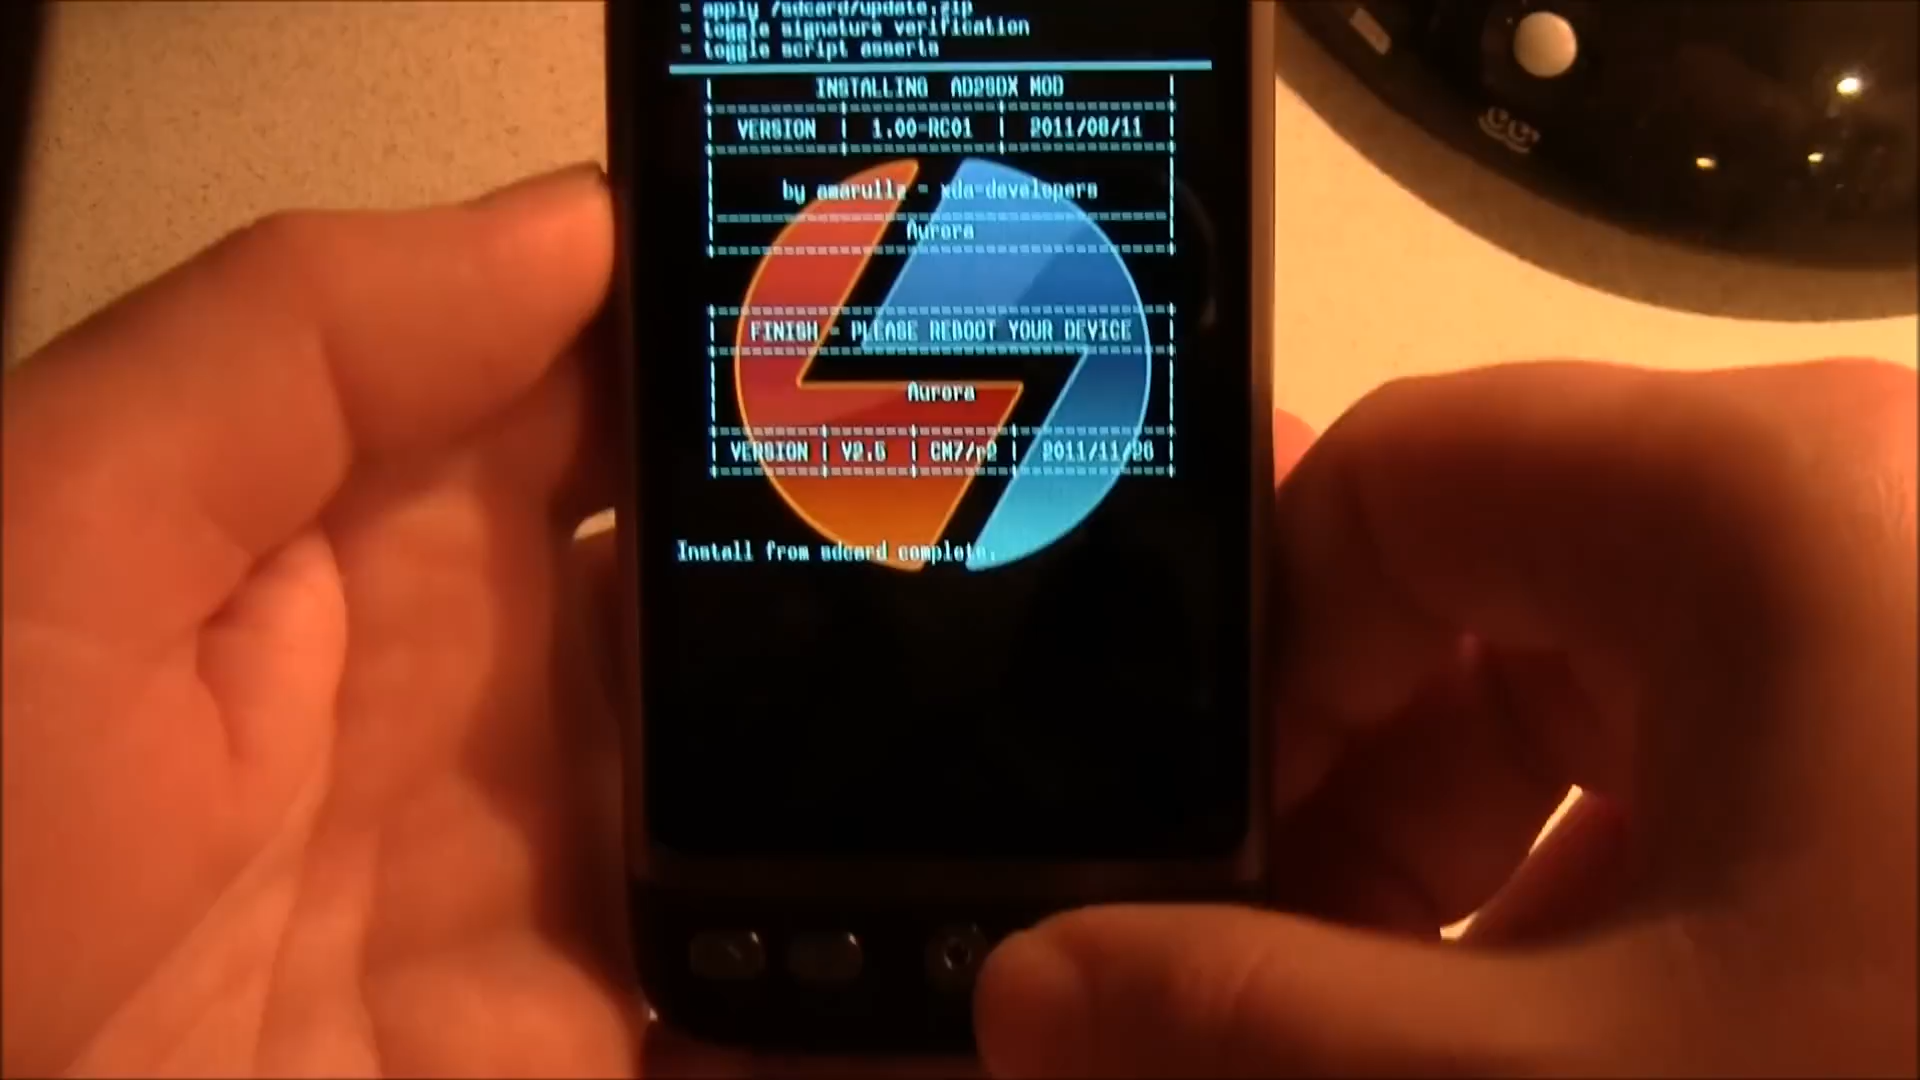 - apply /sdcard/update.zip
- toggle signature verification
- toggle script asserts
INSTALLING AD2SDX MOD
VERSION | 1.00-RC01 | 2011/08/11
by amarullz - xda-developers
Aurora
FINISH - PLEASE REBOOT YOUR DEVICE
Aurora
VERSION | V2.5 | CM7/r2 | 2011/11/26
Install from sdcard complete.